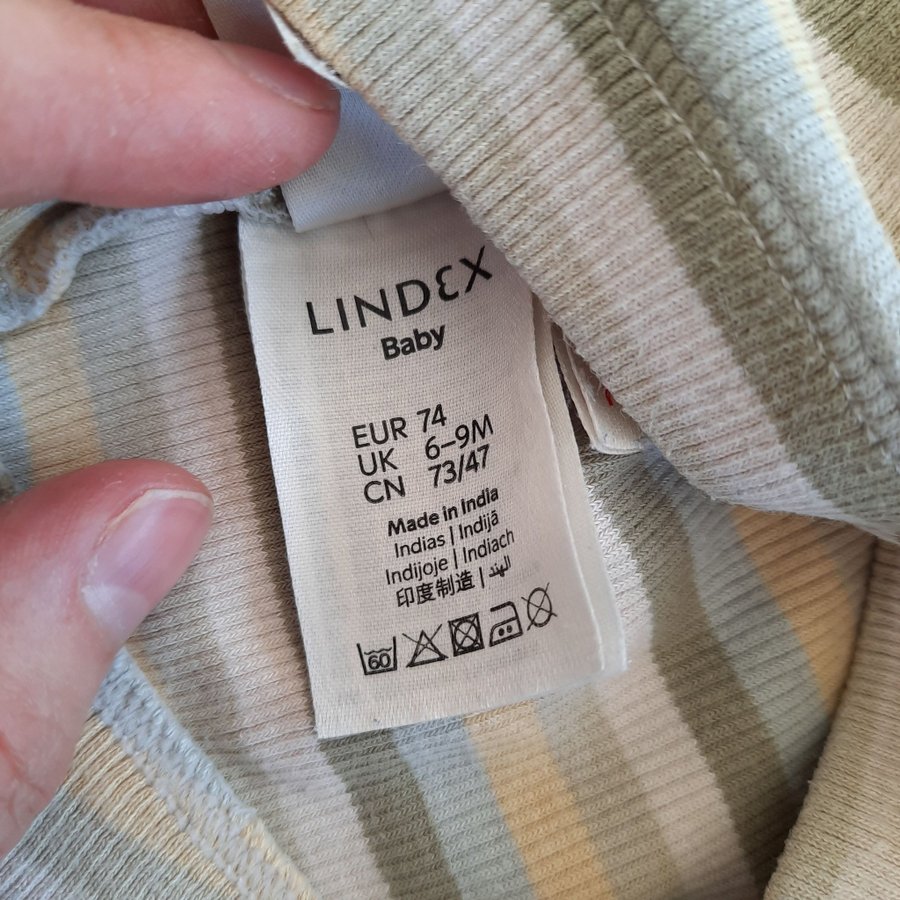 LINDEX
Baby
EUR 74
UK 6–9M
CN 73/47
Made in India
Indias | Indijā
Indijoje | Indiach
印度制造 | الهند
60